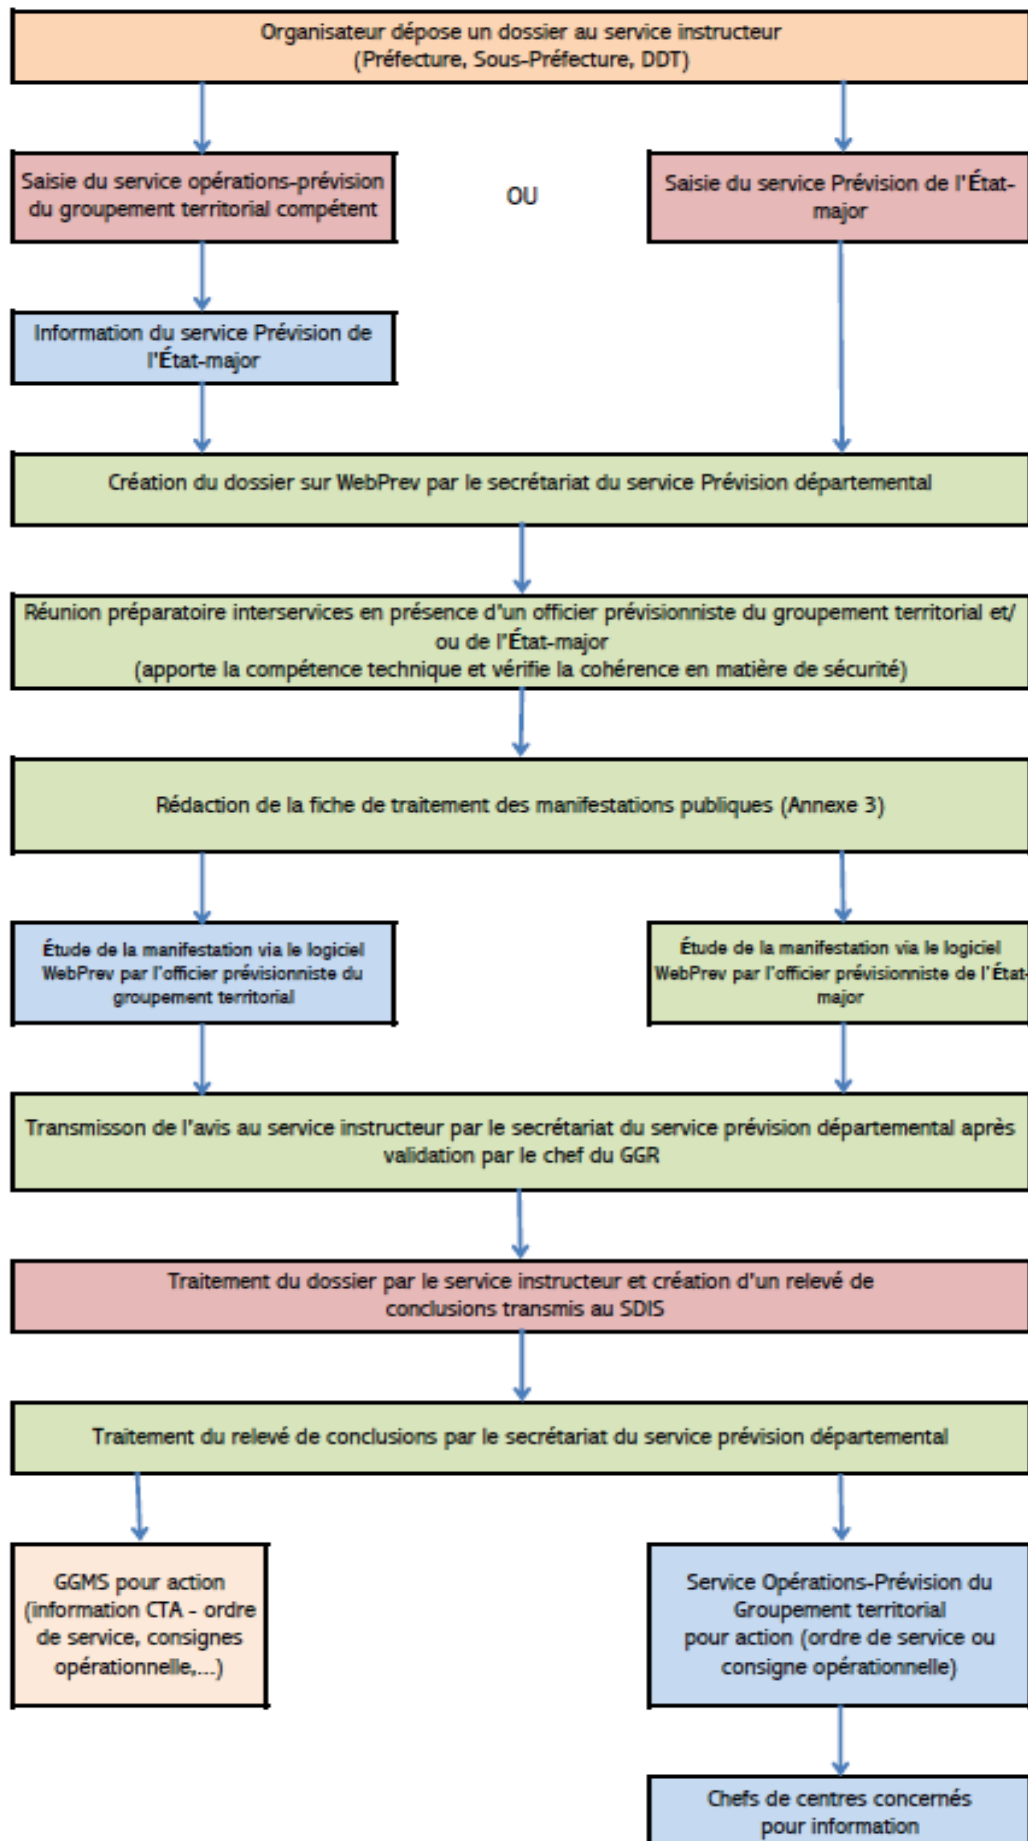 Organisateur dépose un dossier au service instructeur
(Préfecture, Sous-Préfecture, DDT)
Saisie du service opérations-prévision
du groupement territorial compétent
OU
Saisie du service Prévision de l'État-
major
Information du service Prévision de
l'État-major
Création du dossier sur WebPrev par le secrétariat du service Prévision départemental
Réunion préparatoire interservices en présence d'un officier prévisionniste du groupement territorial et/
ou de l'État-major
(apporte la compétence technique et vérifie la cohérence en matière de sécurité)
Rédaction de la fiche de traitement des manifestations publiques (Annexe 3)
Étude de la manifestation via le logiciel
WebPrev par l'officier prévisionniste du
groupement territorial
Étude de la manifestation via le logiciel
WebPrev par l'officier prévisionniste de l'État-
major
Transmisson de l'avis au service instructeur par le secrétariat du service prévision départemental après
validation par le chef du GGR
Traitement du dossier par le service instructeur et création d'un relevé de
conclusions transmis au SDIS
Traitement du relevé de conclusions par le secrétariat du service prévision départemental
GGMS pour action
(information CTA - ordre
de service, consignes
opérationnelle,...)
Service Opérations-Prévision du
Groupement territorial
pour action (ordre de service ou
consigne opérationnelle)
Chefs de centres concernés
pour information